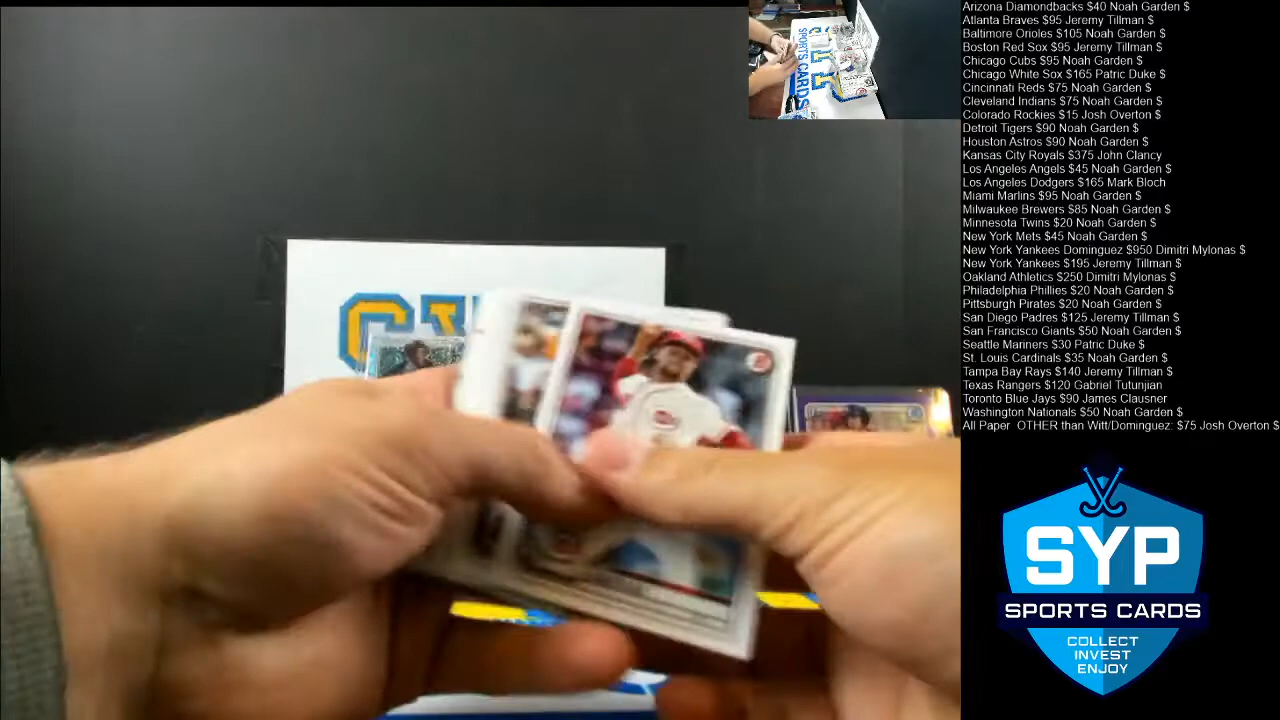 Arizona Diamondbacks $40 Noah Garden $
Atlanta Braves $95 Jeremy Tillman $
Baltimore Orioles $105 Noah Garden $
Boston Red Sox $95 Jeremy Tillman $
Chicago Cubs $95 Noah Garden $
Chicago White Sox $165 Patric Duke $
Cincinnati Reds $75 Noah Garden $
Cleveland Indians $75 Noah Garden $
Colorado Rockies $15 Josh Overton $
Detroit Tigers $90 Noah Garden $
Houston Astros $90 Noah Garden $
Kansas City Royals $375 John Clancy
Los Angeles Angels $45 Noah Garden $
Los Angeles Dodgers $165 Mark Bloch
Miami Marlins $95 Noah Garden $
Milwaukee Brewers $85 Noah Garden $
Minnesota Twins $20 Noah Garden $
New York Mets $45 Noah Garden $
New York Yankees Dominguez $950 Dimitri Mylonas $
New York Yankees $195 Jeremy Tillman $
Oakland Athletics $250 Dimitri Mylonas $
Philadelphia Phillies $20 Noah Garden $
Pittsburgh Pirates $20 Noah Garden $
San Diego Padres $125 Jeremy Tillman $
San Francisco Giants $50 Noah Garden $
Seattle Mariners $30 Patric Duke $
St. Louis Cardinals $35 Noah Garden $
Tampa Bay Rays $140 Jeremy Tillman $
Texas Rangers $120 Gabriel Tutunjian
Toronto Blue Jays $90 James Clausner
Washington Nationals $50 Noah Garden $
All Paper OTHER than Witt/Dominguez: $75 Josh Overton $
SYP
SPORTS CARDS
COLLECT
INVEST
ENJOY
SPORTS CARDS